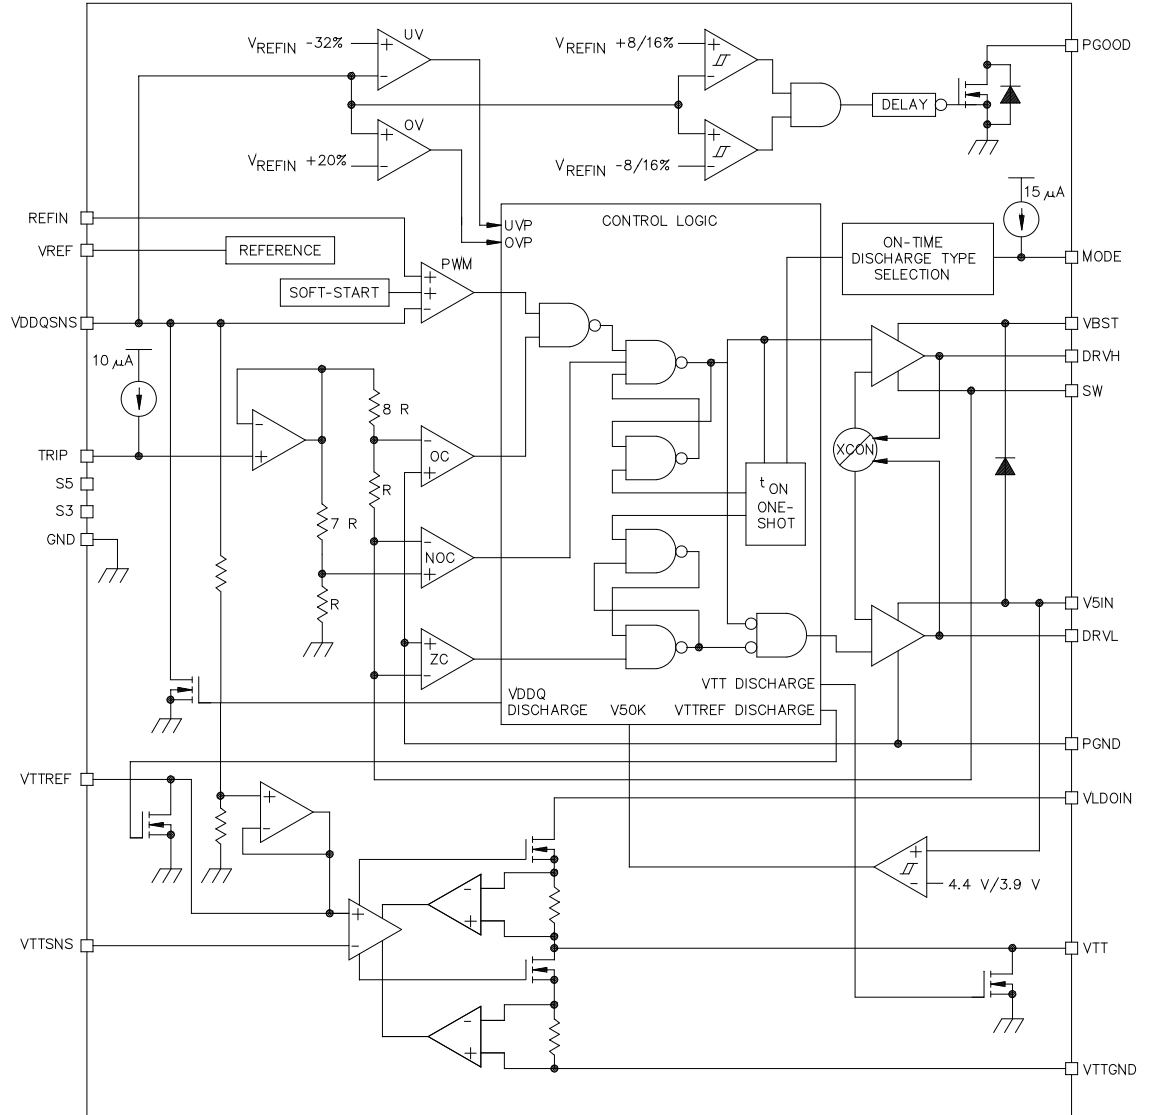 UV
VREFIN -32%
VREFIN +8/16%
PGOOD
DELAY
OV
VREFIN +20%
VREFIN -8/16%
15 μA
REFIN
UVP
CONTROL LOGIC
OVP
ON-TIME
DISCHARGE TYPE
SELECTION
VREF
REFERENCE
MODE
PWM
SOFT-START
VDDQSNS
VBST
10 μA
DRVH
SW
8 R
TRIP
OC
XCON
S5
R
tON
ONE-
SHOT
S3
7 R
GND
NOC
R
V5IN
DRVL
ZC
VTT DISCHARGE
VDDQ
DISCHARGE
V50K
VTTREF DISCHARGE
PGND
VTTREF
VLDOIN
4.4 V/3.9 V
VTTSNS
VTT
VTTGND
+
-
+
-
+
-
+
-
+
+
-
-
+
-
+
-
+
+
-
+
-
+
-
-
+
+
-
-
+